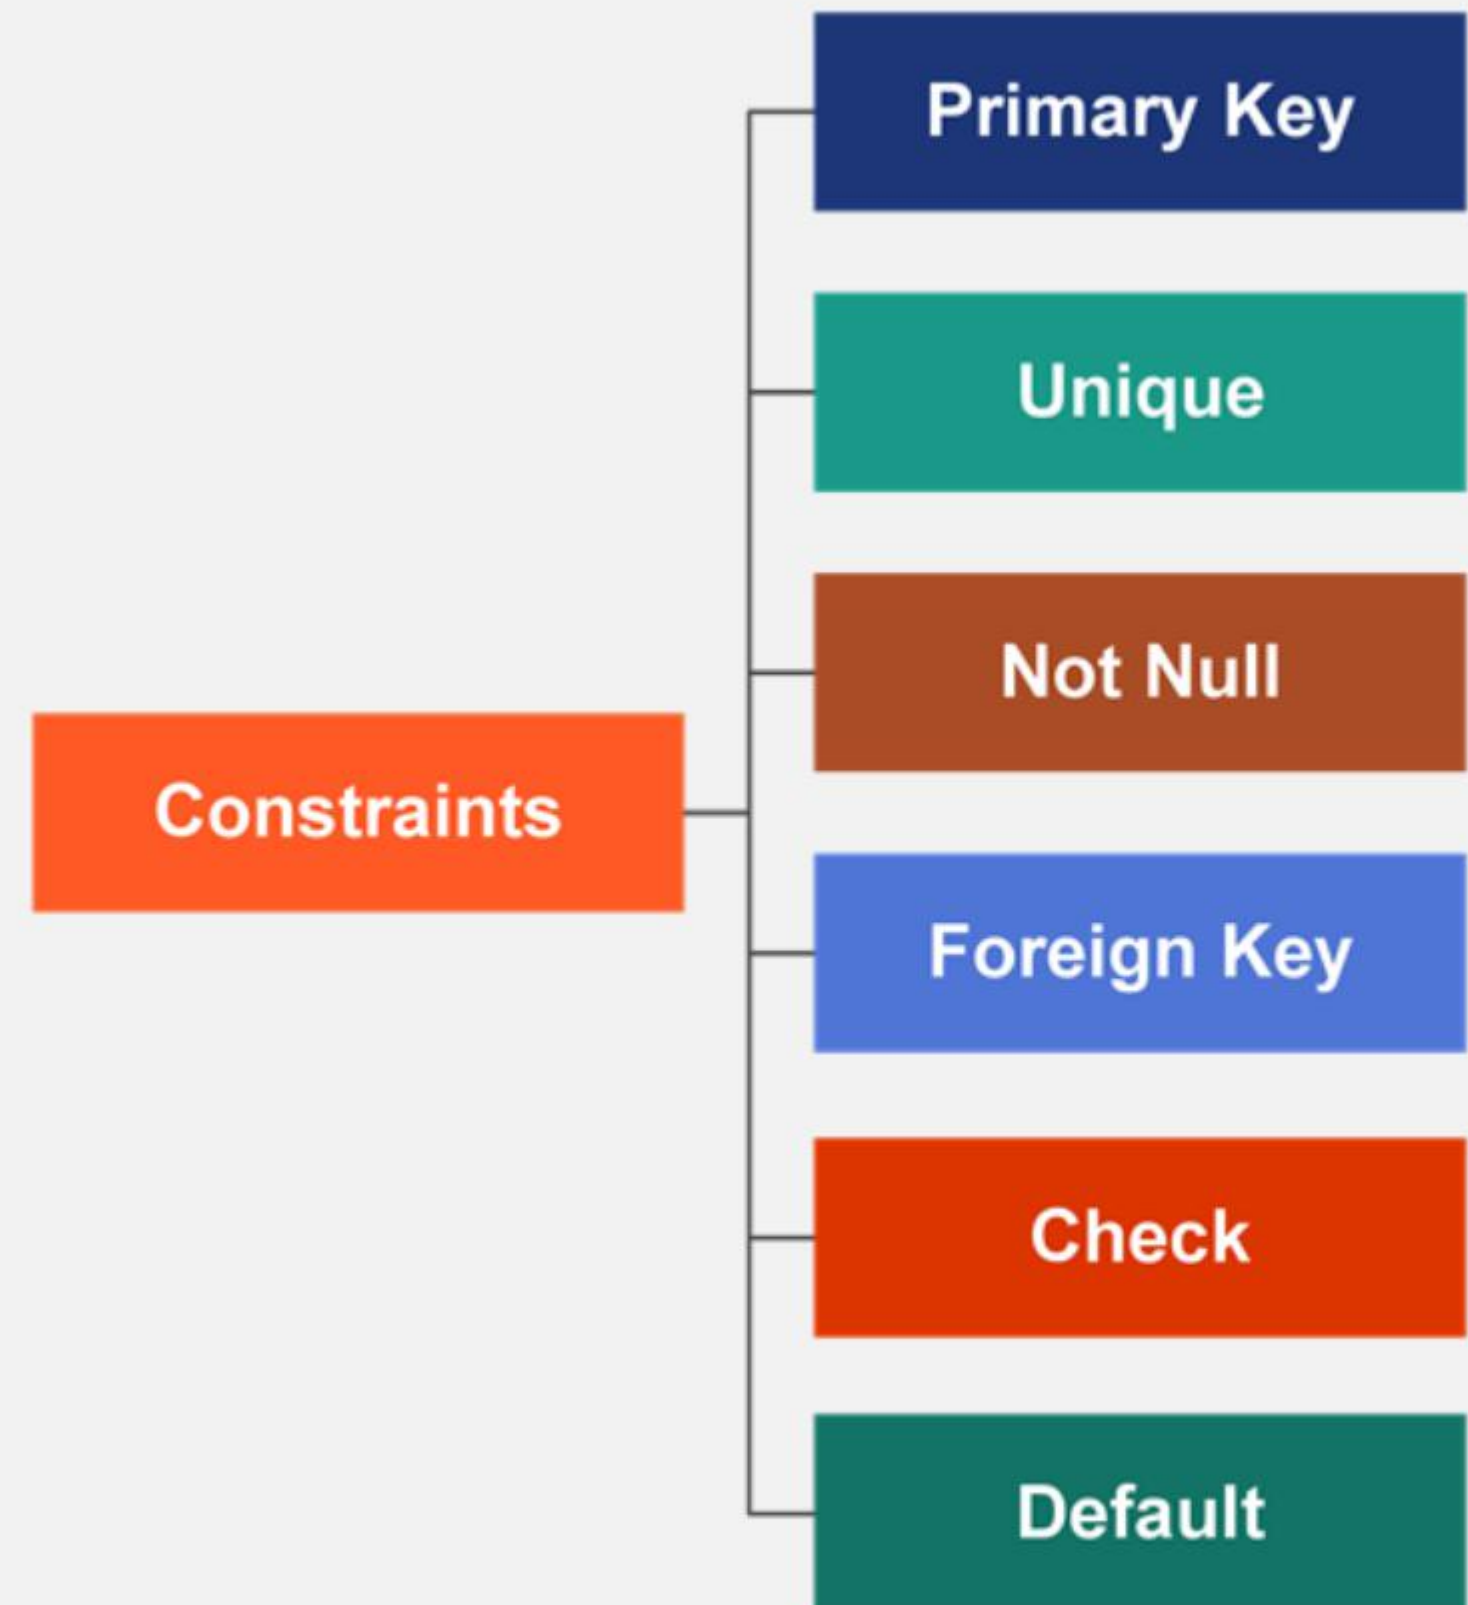 Primary Key
Unique
Not Null
Constraints
Foreign Key
Check
Default